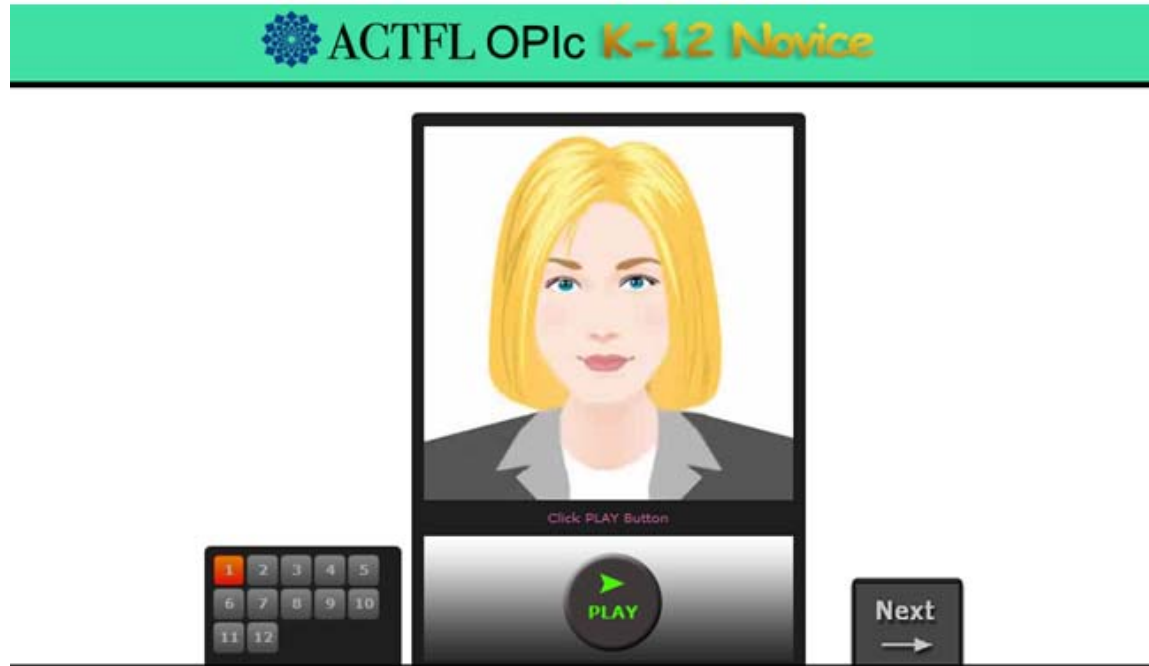 ACTFL OPIc K-12 Novice
Click PLAY Button
1 2 3 4 5
6 7 8 9 10
11 12
PLAY
Next